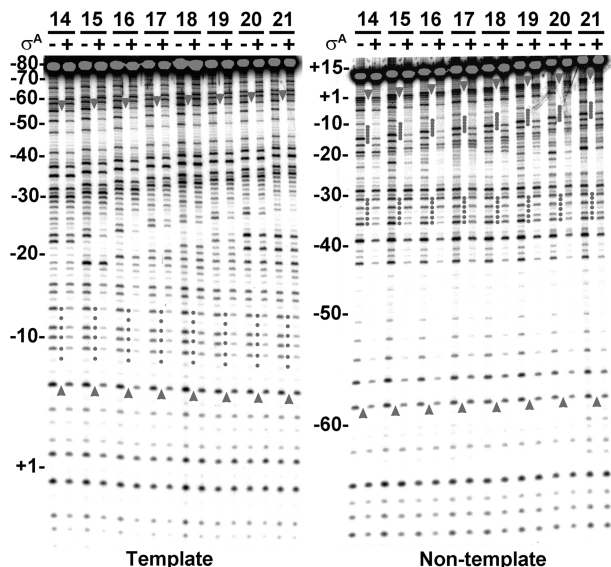 14 15 16 17 18 19 20 21
σA - + - + - + - + - + - + - + - +
-80
-70
-60
-50
-40
-30
-20
-10
+1
Template
14 15 16 17 18 19 20 21
σA - + - + - + - + - + - + - + - +
+15
+1
-10
-20
-30
-40
-50
-60
Non-template